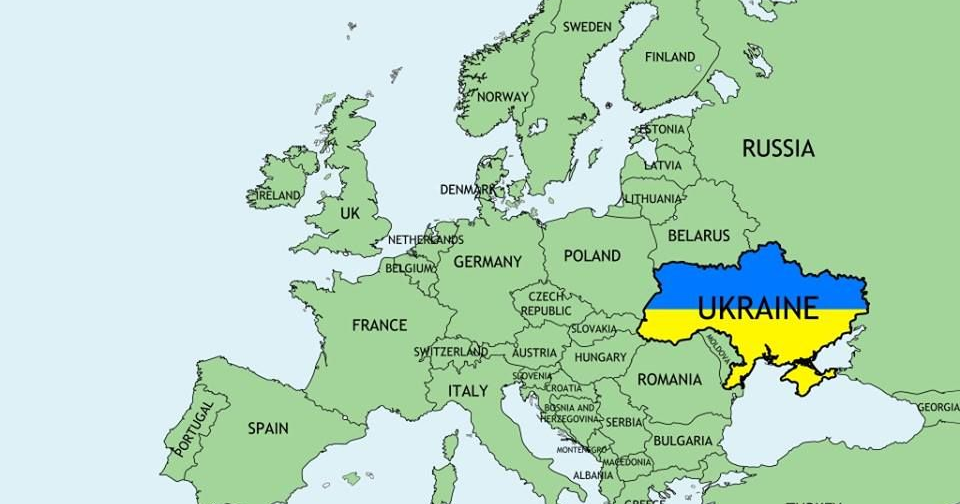 SWEDEN
FINLAND
NORWAY
ESTONIA
RUSSIA
LATVIA
DENMARK
IRELAND
LITHUANIA
UK
BELARUS
NETHERLANDS
GERMANY
POLAND
BELGIUM
CZECH
REPUBLIC
UKRAINE
FRANCE
SLOVAKIA
SWITZERLAND
AUSTRIA
HUNGARY
MOLDOVA
SLOVENIA
ROMANIA
CROATIA
ITALY
GEORGIA
BOSNIA AND
HERZEGOVINA
PORTUGAL
SPAIN
SERBIA
BULGARIA
MONTENEGRO
MACEDONIA
ALBANIA
GREECE
TURKEY